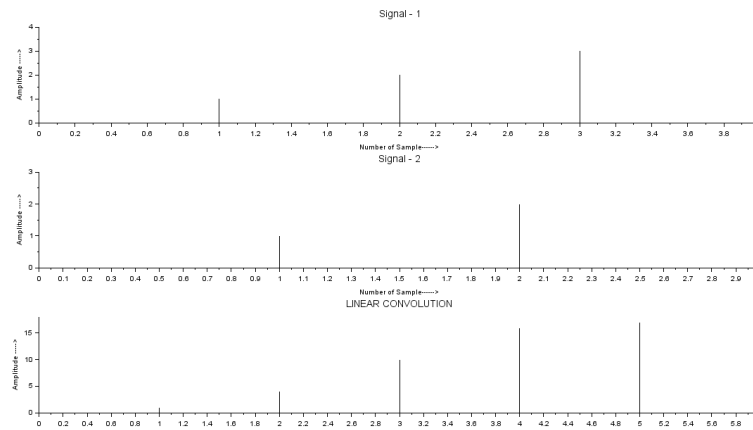 Signal - 1
4
3
2
1
0
Amplitude ----->
0 0.2 0.4 0.6 0.8 1 1.2 1.4 1.6 1.8 2 2.2 2.4 2.6 2.8 3 3.2 3.4 3.6 3.8
Number of Sample------>
Signal - 2
3
2
1
0
Amplitude ----->
0 0.1 0.2 0.3 0.4 0.5 0.6 0.7 0.8 0.9 1 1.1 1.2 1.3 1.4 1.5 1.6 1.7 1.8 1.9 2 2.1 2.2 2.3 2.4 2.5 2.6 2.7 2.8 2.9
Number of Sample------>
LINEAR CONVOLUTION
15
10
5
0
Amplitude ----->
0 0.2 0.4 0.6 0.8 1 1.2 1.4 1.6 1.8 2 2.2 2.4 2.6 2.8 3 3.2 3.4 3.6 3.8 4 4.2 4.4 4.6 4.8 5 5.2 5.4 5.6 5.8